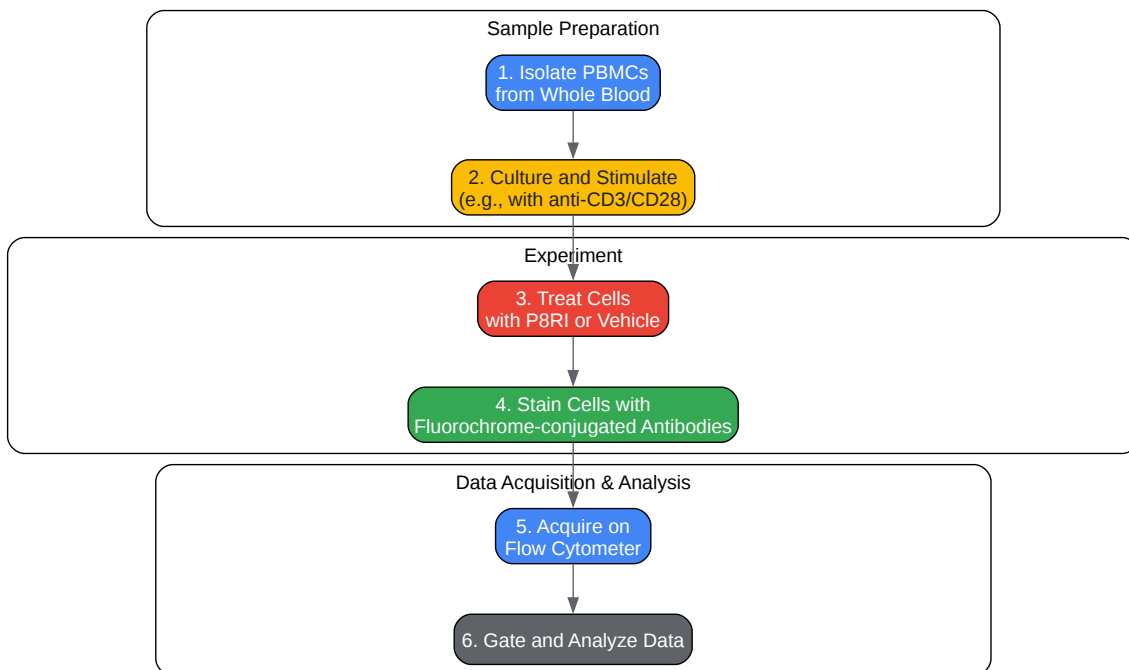 Sample Preparation
1. Isolate PBMCs
from Whole Blood
2. Culture and Stimulate
(e.g., with anti-CD3/CD28)
Experiment
3. Treat Cells
with P8RI or Vehicle
4. Stain Cells with
Fluorochrome-conjugated Antibodies
Data Acquisition & Analysis
5. Acquire on
Flow Cytometer
6. Gate and Analyze Data